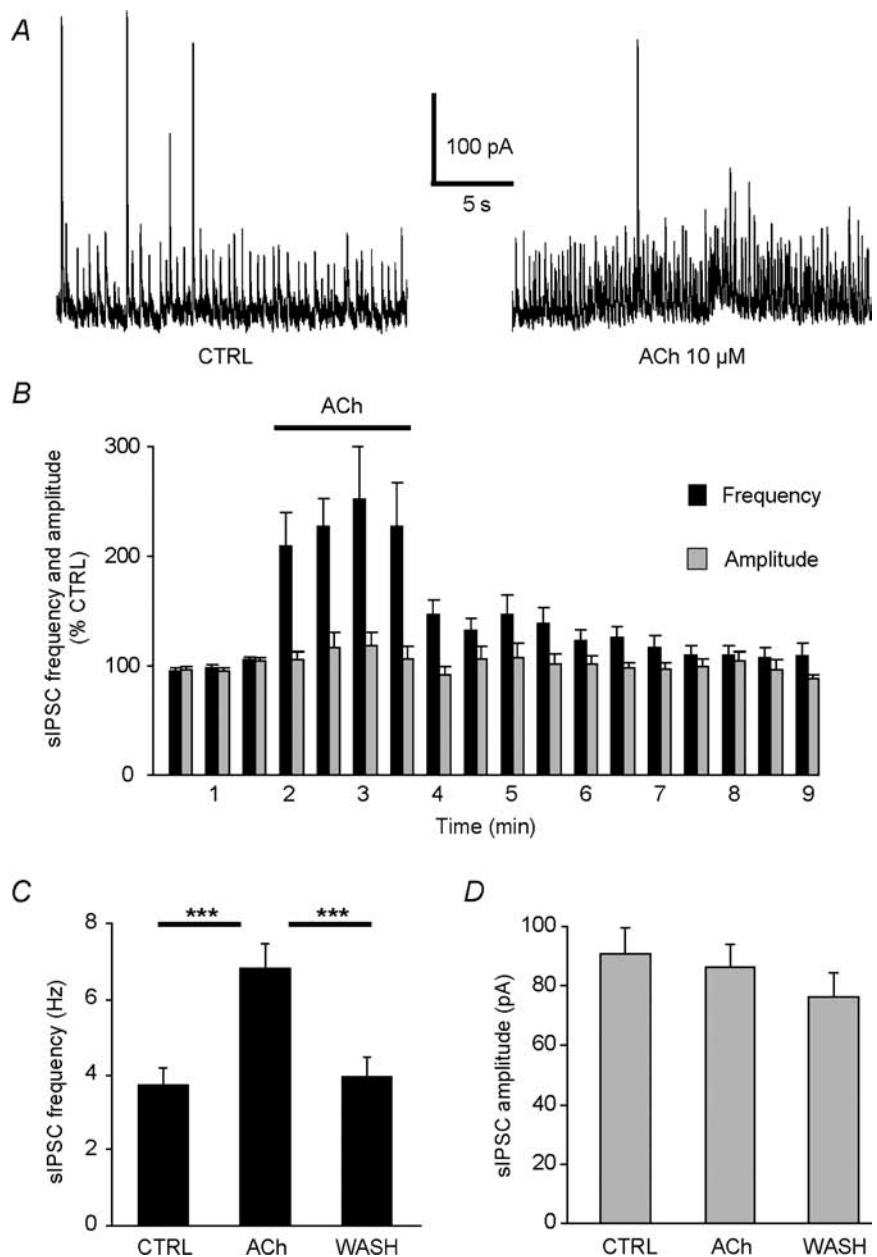 A
100 pA
5 s
CTRL
ACh 10 µM
B
ACh
sIPSC frequency and amplitude
(% CTRL)
300
200
100
0
Frequency
Amplitude
1 2 3 4 5 6 7 8 9
Time (min)
C
sIPSC frequency (Hz)
8
6
4
2
0
*** ***
CTRL ACh WASH
D
sIPSC amplitude (pA)
100
80
60
40
20
0
CTRL ACh WASH